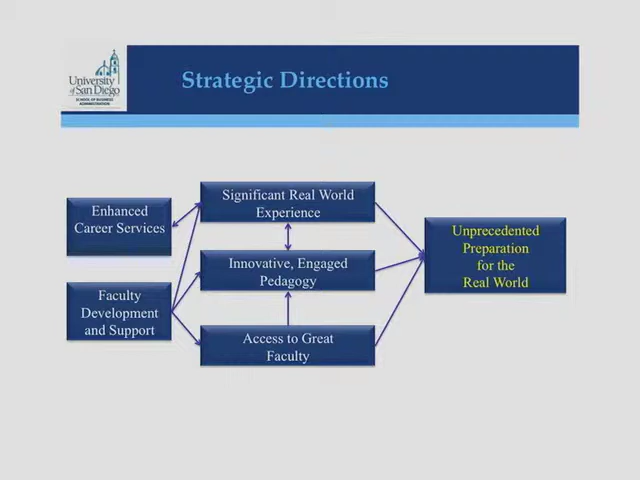 University
of San Diego
SCHOOL OF BUSINESS
ADMINISTRATION
Strategic Directions
Enhanced
Career Services
Faculty
Development
and Support
Significant Real World
Experience
Innovative, Engaged
Pedagogy
Access to Great
Faculty
Unprecedented
Preparation
for the
Real World